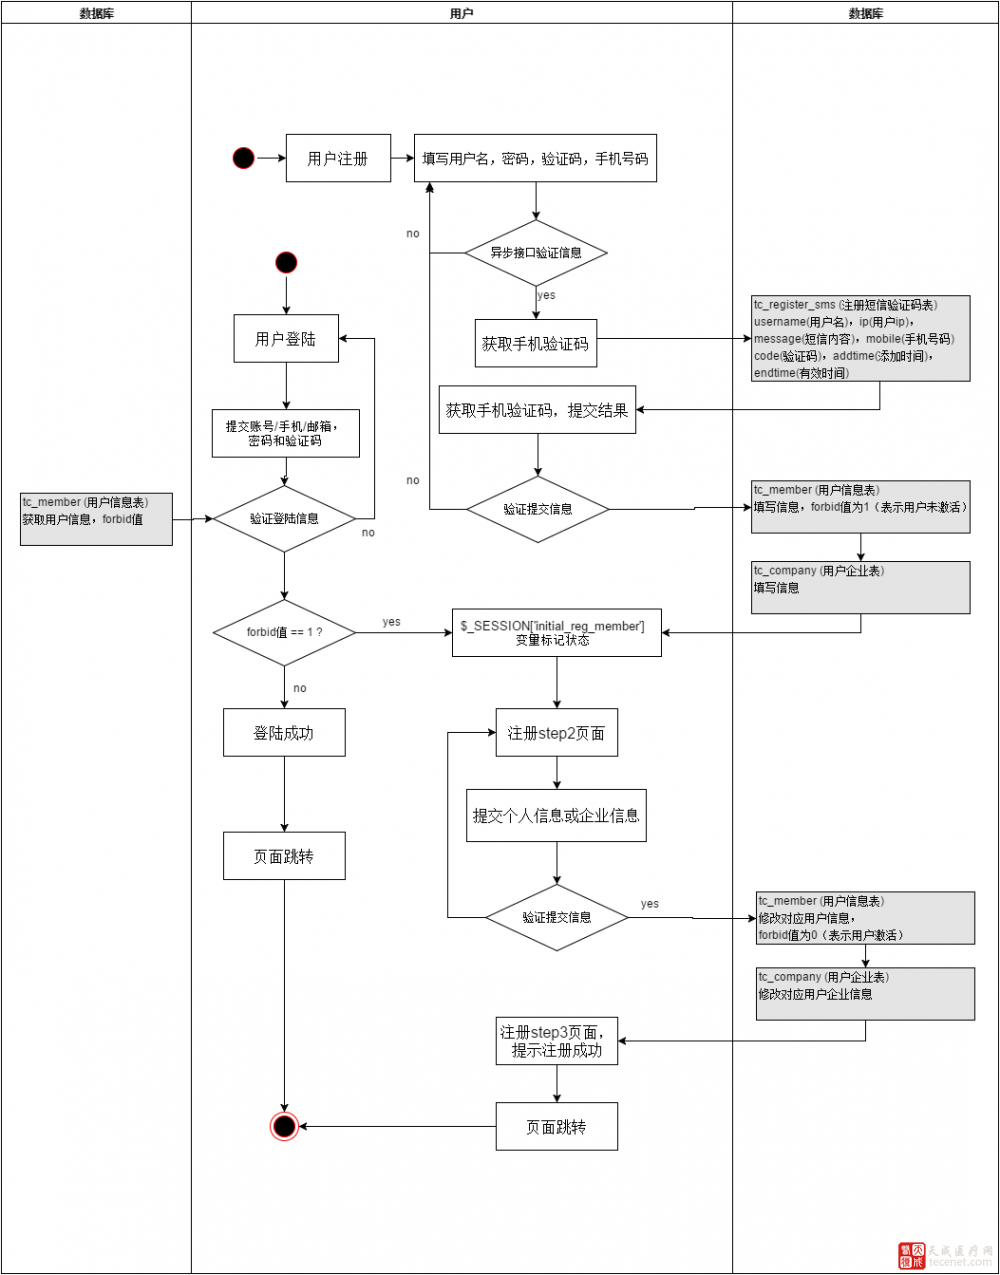 数据库
用户
数据库
用户注册
填写用户名，密码，验证码，手机号码
no
异步接口验证信息
yes
tc_register_sms (注册短信验证码表)
username(用户名)，ip(用户ip)，
message(短信内容)，mobile(手机号码)
code(验证码)，addtime(添加时间)，
endtime(有效时间)
用户登陆
获取手机验证码
提交账号/手机/邮箱，
密码和验证码
获取手机验证码，提交结果
no
tc_member (用户信息表)
获取用户信息，forbid值
验证登陆信息
no
验证提交信息
tc_member (用户信息表)
填写信息，forbid值为1（表示用户未激活）
tc_company (用户企业表)
填写信息
forbid值 == 1 ?
yes
$_SESSION['initial_reg_member']
变量标记状态
no
登陆成功
注册step2页面
提交个人信息或企业信息
页面跳转
验证提交信息
yes
tc_member (用户信息表)
修改对应用户信息，
forbid值为0（表示用户激活）
tc_company (用户企业表)
修改对应用户企业信息
注册step3页面，
提示注册成功
页面跳转
天成医疗网
tecenet.com